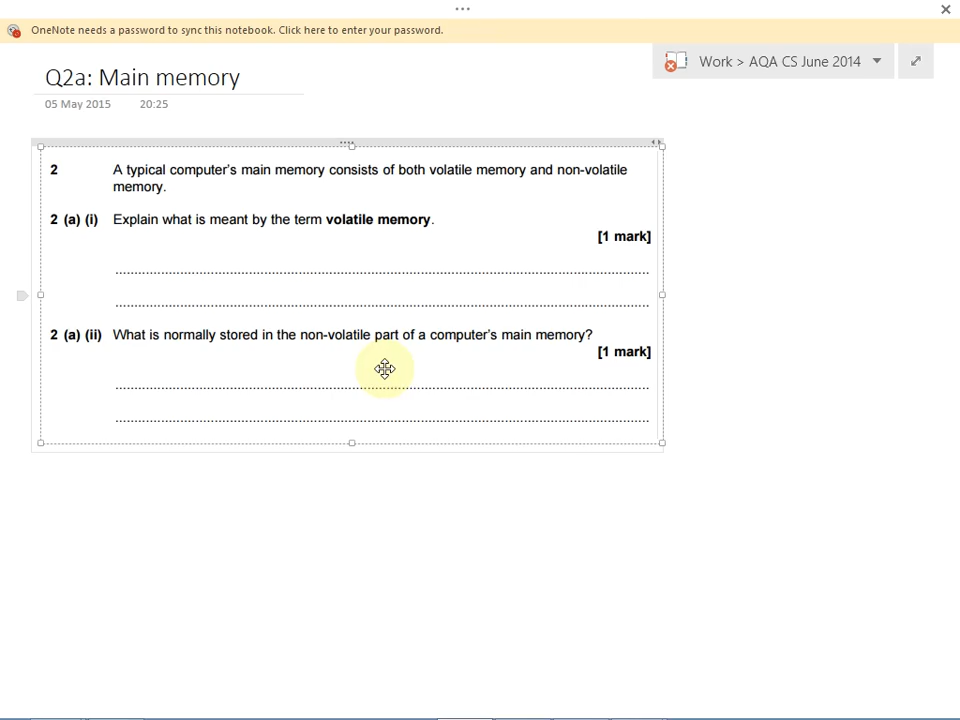 OneNote needs a password to sync this notebook. Click here to enter your password.
Work > AQA CS June 2014
Q2a: Main memory
05 May 2015 20:25
2 A typical computer's main memory consists of both volatile memory and non-volatile
memory.
2 (a) (i) Explain what is meant by the term volatile memory.
[1 mark]
2 (a) (ii) What is normally stored in the non-volatile part of a computer's main memory?
[1 mark]